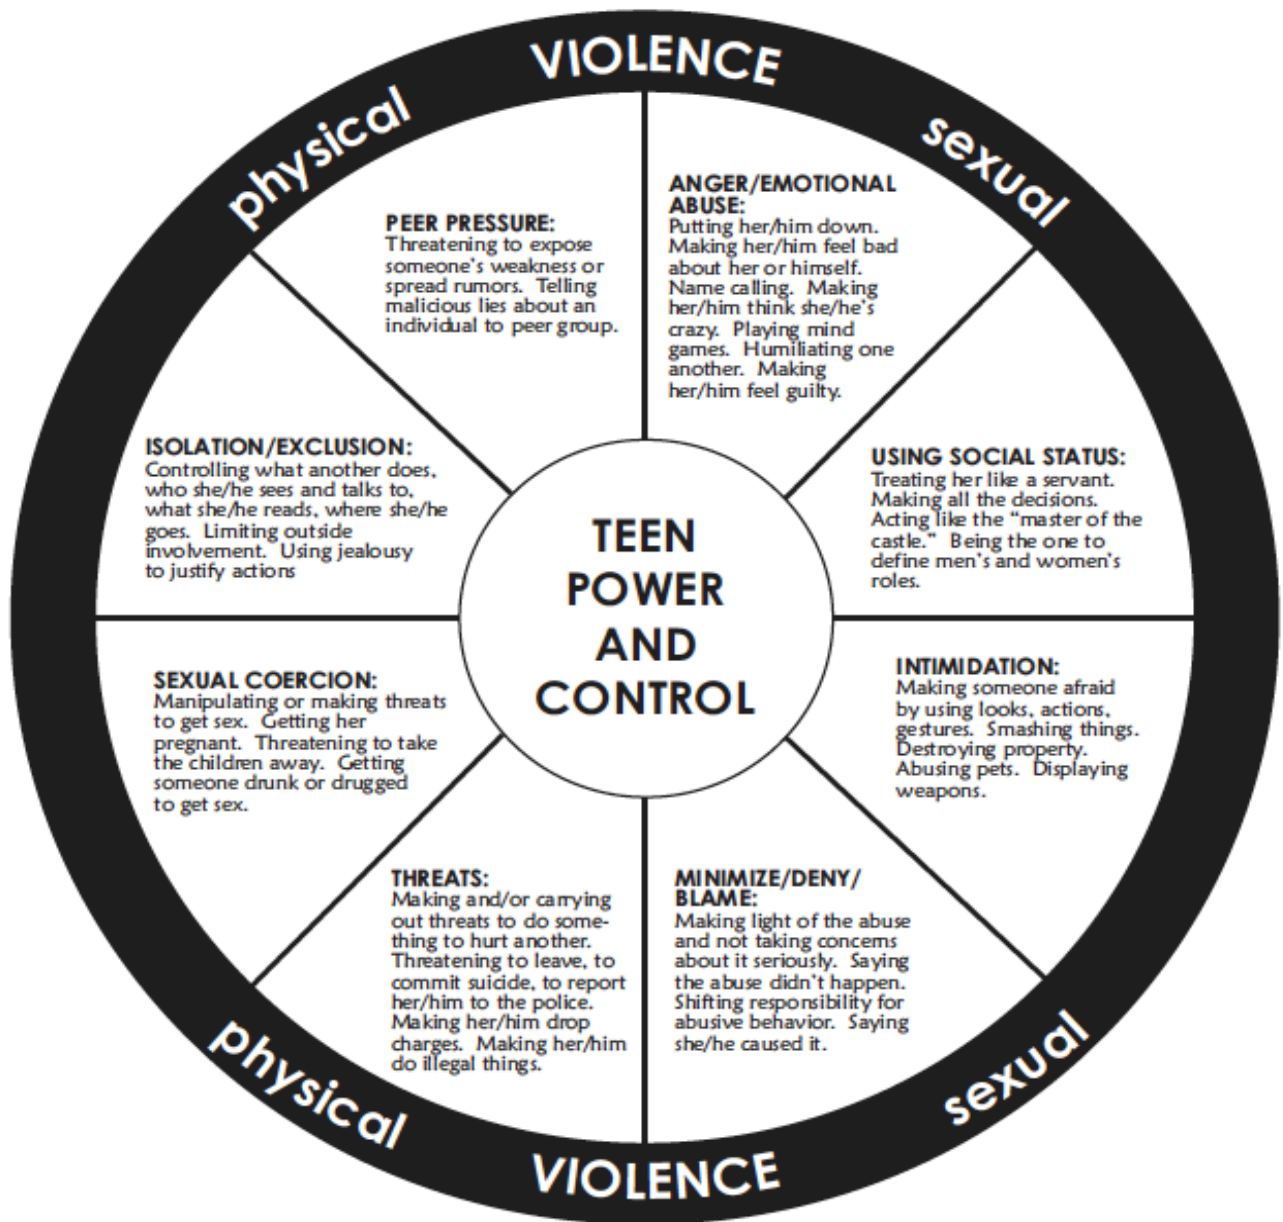 VIOLENCE
physical
sexual
PEER PRESSURE:
Threatening to expose
someone's weakness or
spread rumors. Telling
malicious lies about an
individual to peer group.
ANGER/EMOTIONAL
ABUSE:
Putting her/him down.
Making her/him feel bad
about her or himself.
Name calling. Making
her/him think she/he's
crazy. Playing mind
games. Humiliating one
another. Making
her/him feel guilty.
ISOLATION/EXCLUSION:
Controlling what another does,
who she/he sees and talks to,
what she/he reads, where she/he
goes. Limiting outside
involvement. Using jealousy
to justify actions
USING SOCIAL STATUS:
Treating her like a servant.
Making all the decisions.
Acting like the “master of the
castle.” Being the one to
define men's and women's
roles.
TEEN
POWER
AND
CONTROL
SEXUAL COERCION:
Manipulating or making threats
to get sex. Getting her
pregnant. Threatening to take
the children away. Getting
someone drunk or drugged
to get sex.
INTIMIDATION:
Making someone afraid
by using looks, actions,
gestures. Smashing things.
Destroying property.
Abusing pets. Displaying
weapons.
THREATS:
Making and/or carrying
out threats to do some-
thing to hurt another.
Threatening to leave, to
commit suicide, to report
her/him to the police.
Making her/him drop
charges. Making her/him
do illegal things.
MINIMIZE/DENY/
BLAME:
Making light of the abuse
and not taking concerns
about it seriously. Saying
the abuse didn't happen.
Shifting responsibility for
abusive behavior. Saying
she/he caused it.
physical
sexual
VIOLENCE